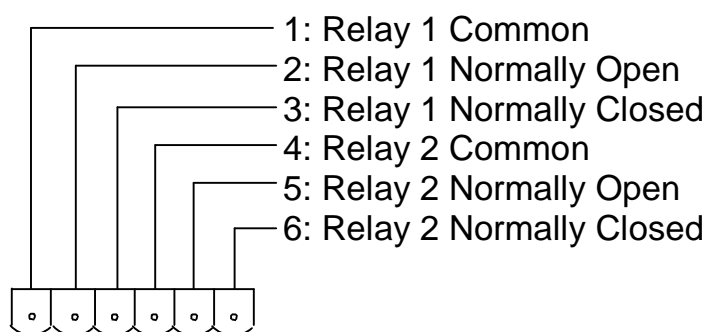 1: Relay 1 Common
2: Relay 1 Normally Open
3: Relay 1 Normally Closed
4: Relay 2 Common
5: Relay 2 Normally Open
6: Relay 2 Normally Closed